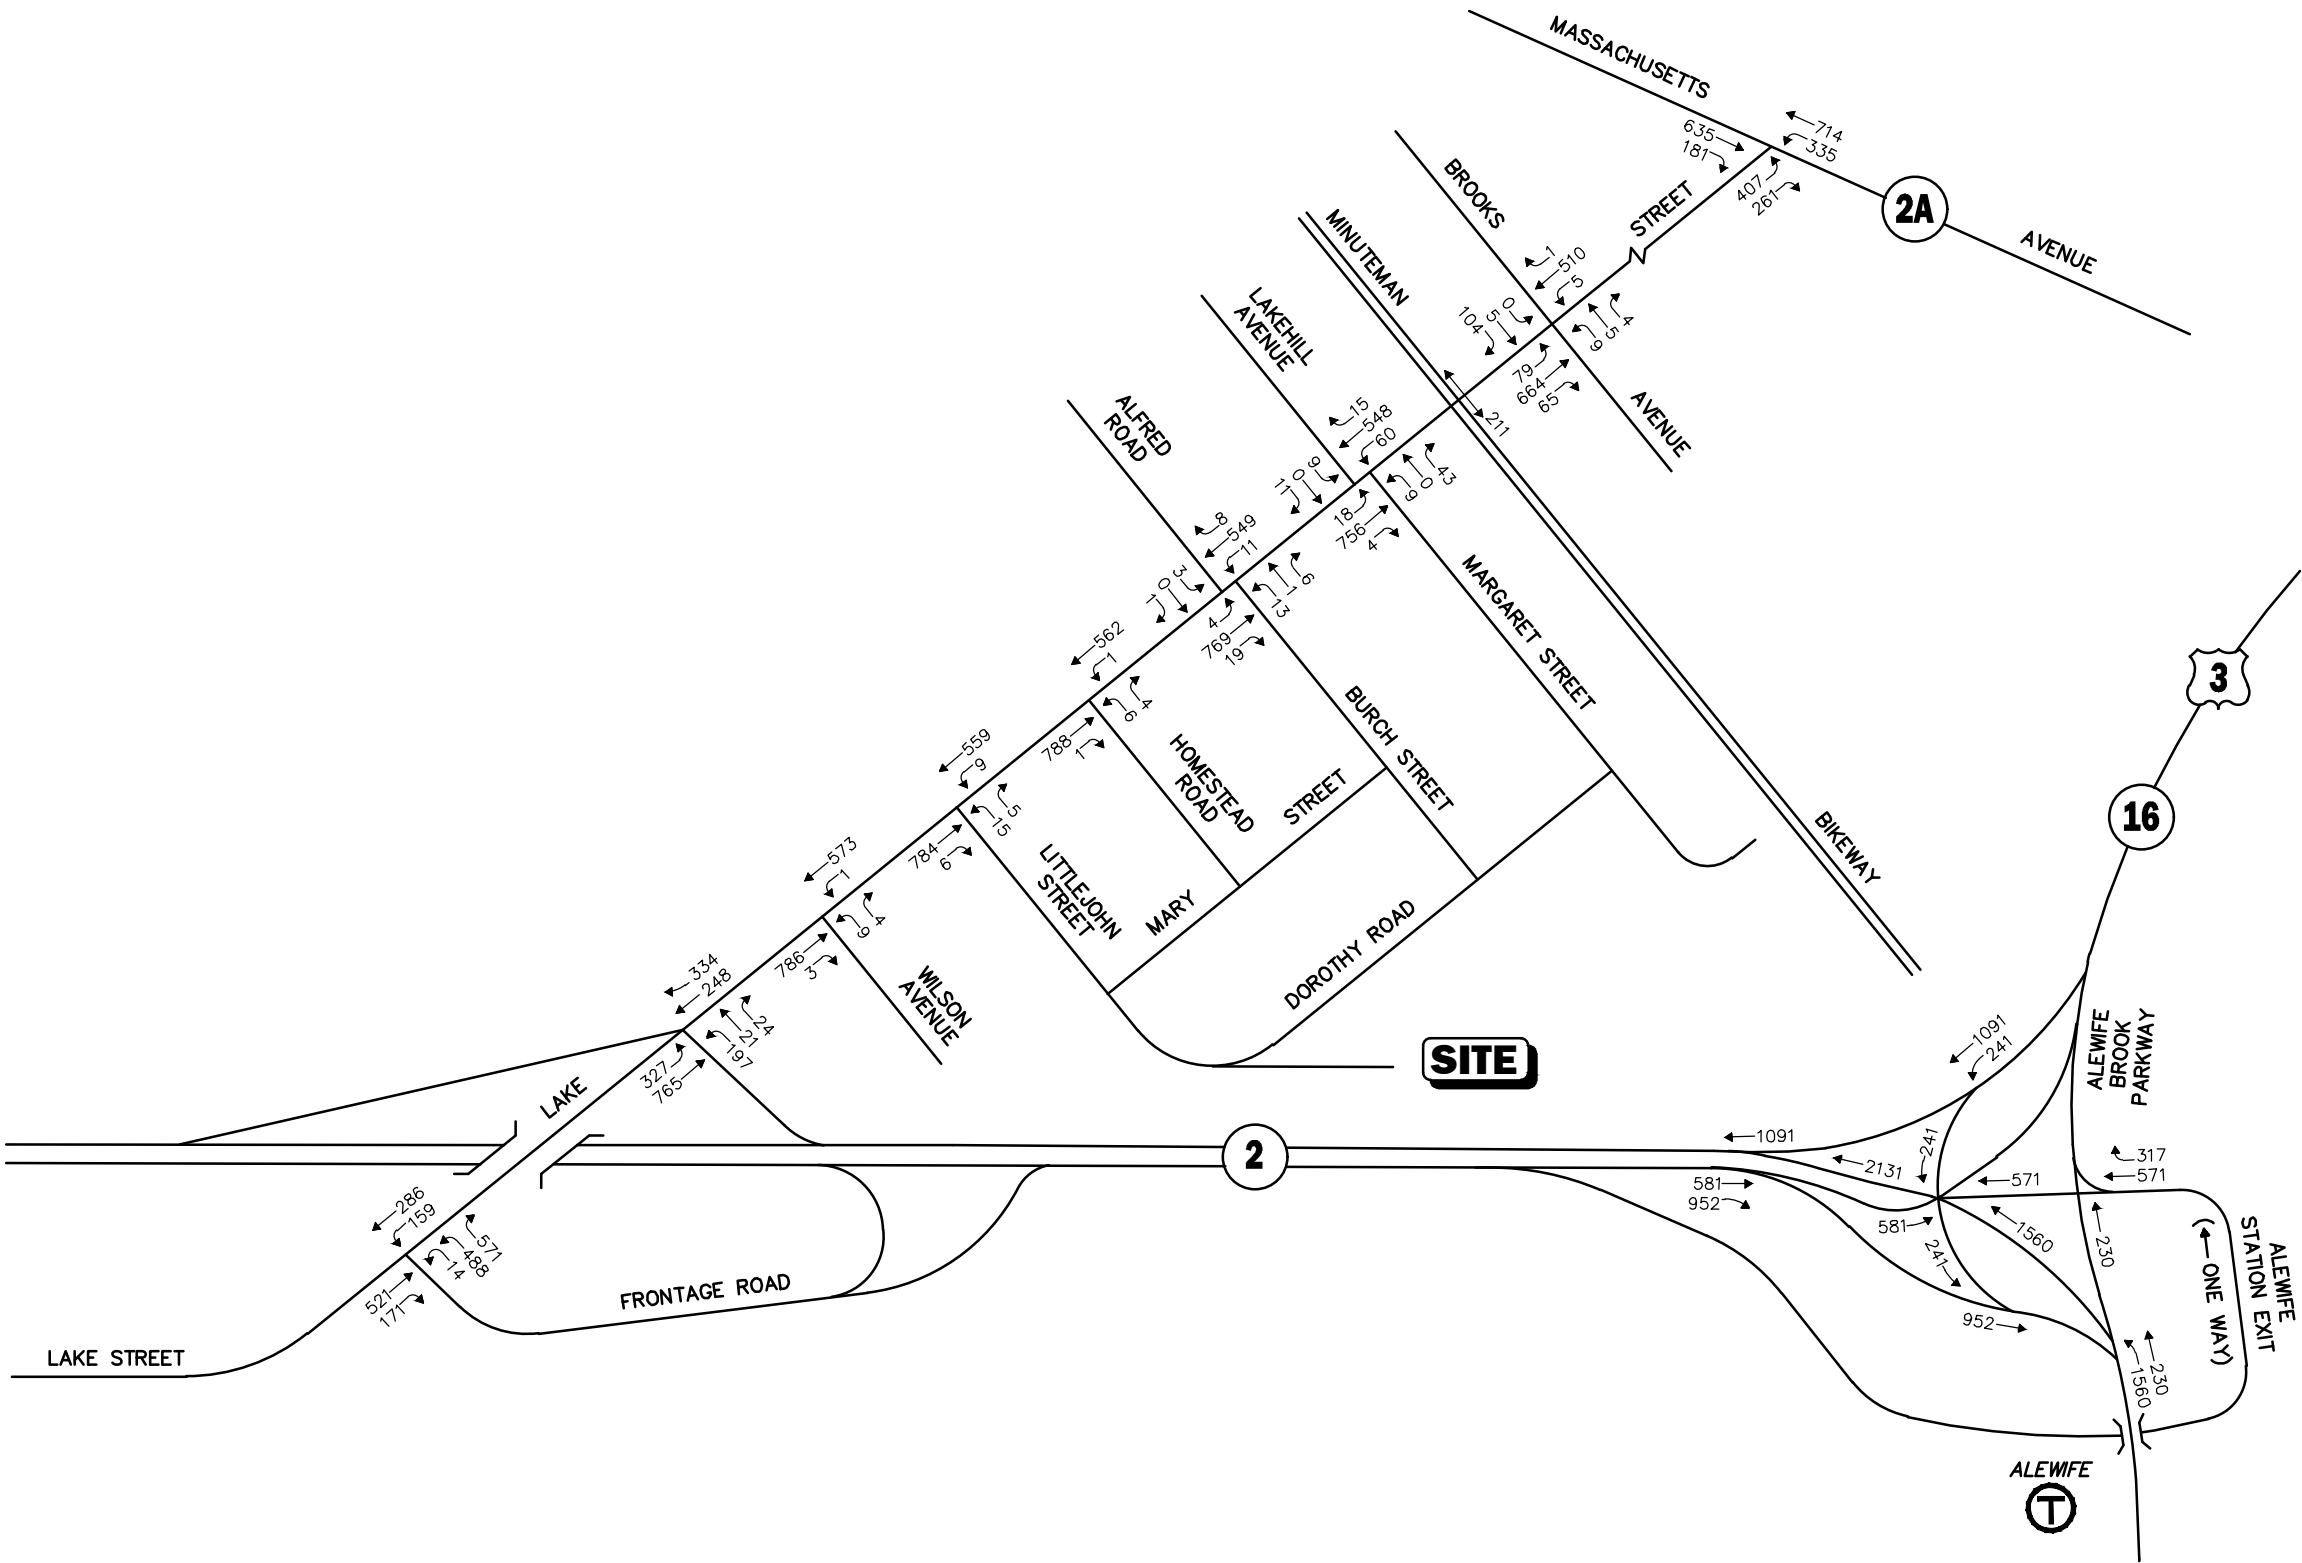 MASSACHUSETTS
714
335
635
181
407
261
2A
AVENUE
STREET
BROOKS
1
510
5
0
5
104
4
5
9
79
664
65
AVENUE
MINUTEMAN
211
LAKEHILL
AVENUE
15
548
60
9
0
11
43
0
9
18
756
4
ALFRED
ROAD
8
549
11
3
0
1
6
1
13
4
769
19
MARGARET STREET
562
1
4
6
788
1
BURCH STREET
3
HOMESTEAD
ROAD
559
9
5
15
784
6
STREET
16
BIKEWAY
LITTLEJOHN
STREET
573
1
4
9
786
3
MARY
DOROTHY ROAD
WILSON
AVENUE
334
248
24
21
197
327
765
SITE
1091
241
ALEWIFE
BROOK
PARKWAY
LAKE
2
1091
241
2131
571
317
571
581
952
581
241
1560
230
286
159
571
488
14
521
171
FRONTAGE ROAD
952
230
1560
ALEWIFE
STATION EXIT
(← ONE WAY)
LAKE STREET
ALEWIFE
T